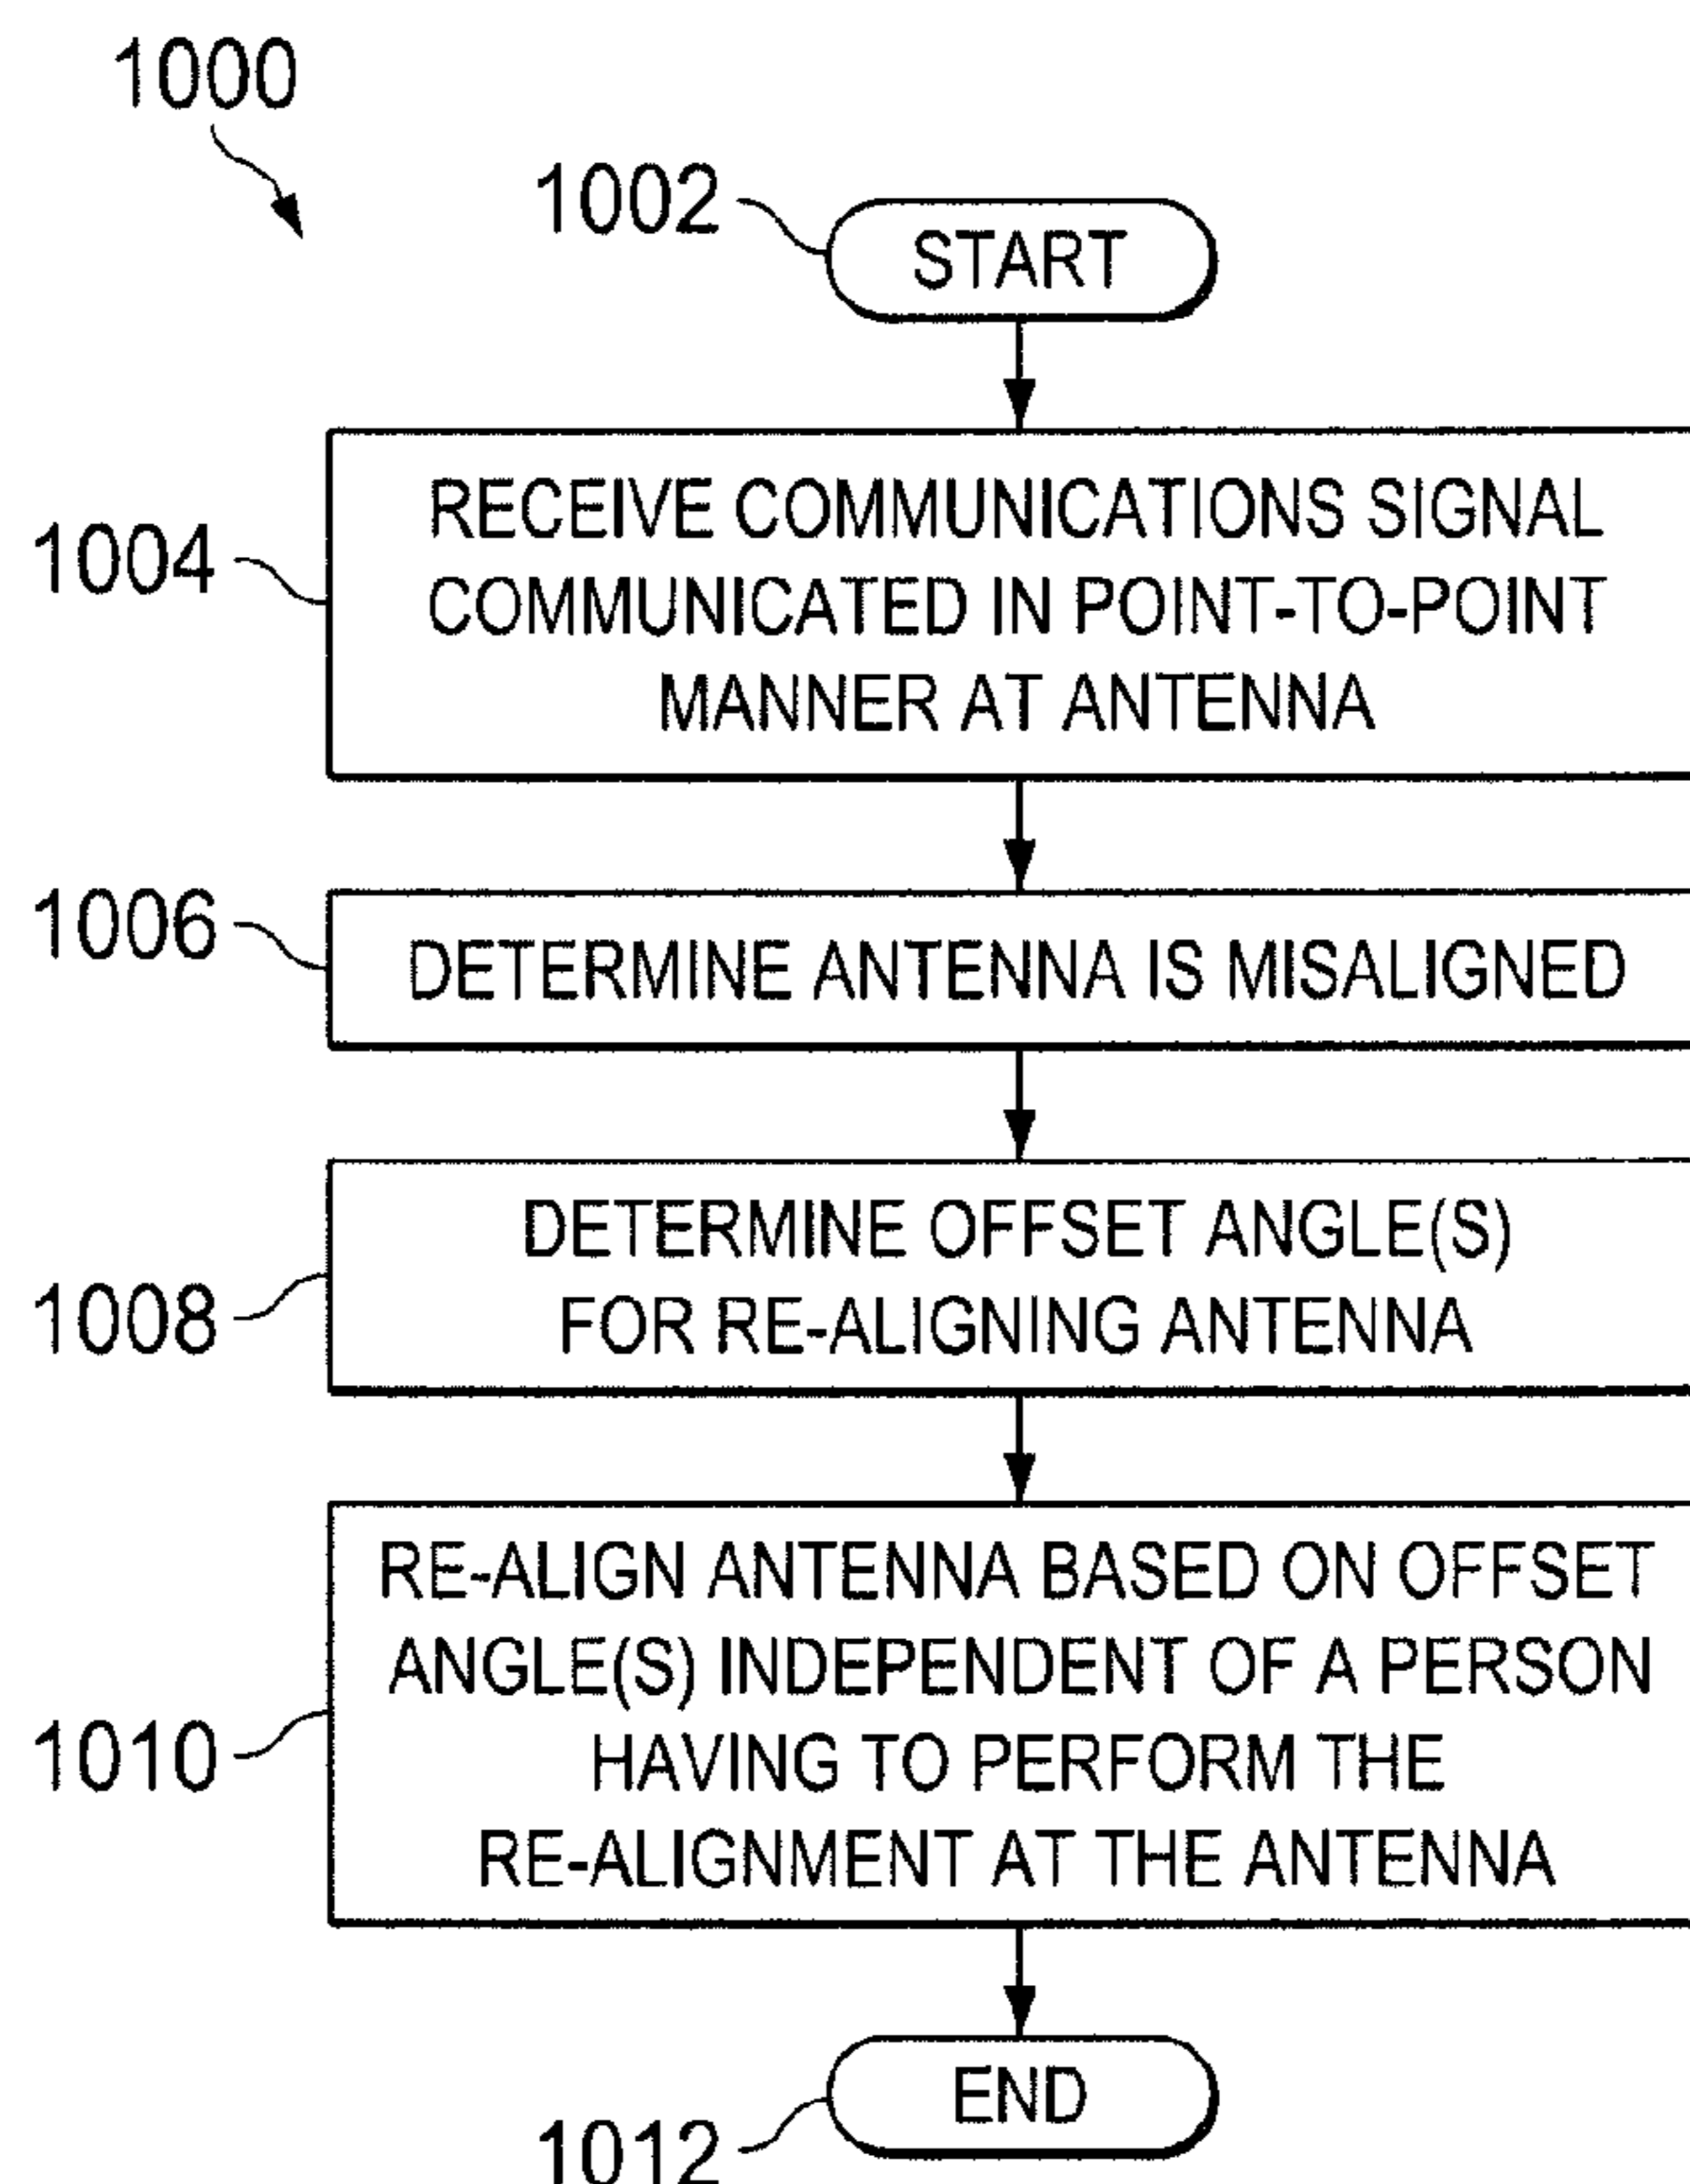 1000
1002
START
1004
RECEIVE COMMUNICATIONS SIGNAL
COMMUNICATED IN POINT-TO-POINT
MANNER AT ANTENNA
1006
DETERMINE ANTENNA IS MISALIGNED
1008
DETERMINE OFFSET ANGLE(S)
FOR RE-ALIGNING ANTENNA
1010
RE-ALIGN ANTENNA BASED ON OFFSET
ANGLE(S) INDEPENDENT OF A PERSON
HAVING TO PERFORM THE
RE-ALIGNMENT AT THE ANTENNA
END
1012